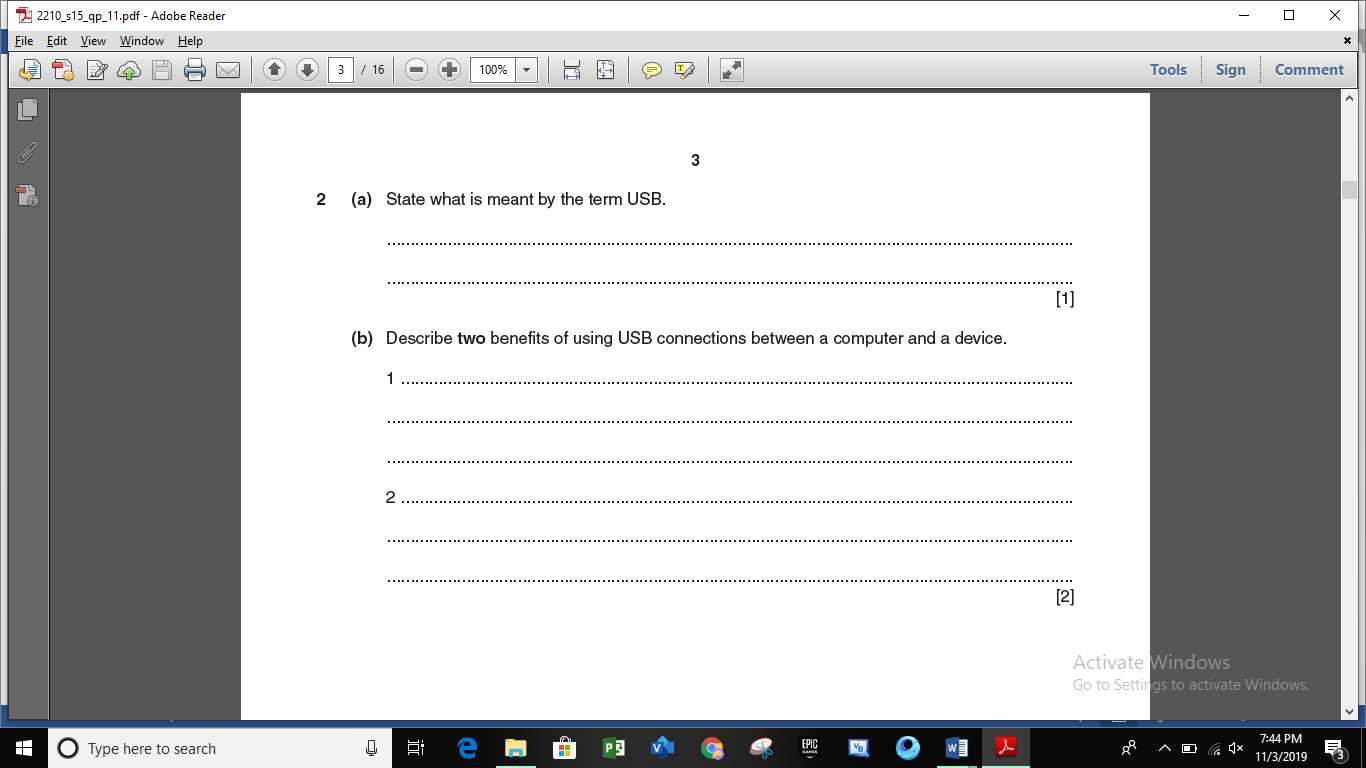 2210_s15_qp_11.pdf - Adobe Reader
File Edit View Window Help
3 / 16 100% Tools Sign Comment
3
2 (a) State what is meant by the term USB.
..........................................................................................................................................
..........................................................................................................................................
[1]
(b) Describe two benefits of using USB connections between a computer and a device.
1 .......................................................................................................................................
..........................................................................................................................................
..........................................................................................................................................
2 .......................................................................................................................................
..........................................................................................................................................
..........................................................................................................................................
[2]
Activate Windows
Go to Settings to activate Windows.
Type here to search
EPIC GAMES
7:44 PM
11/3/2019
3